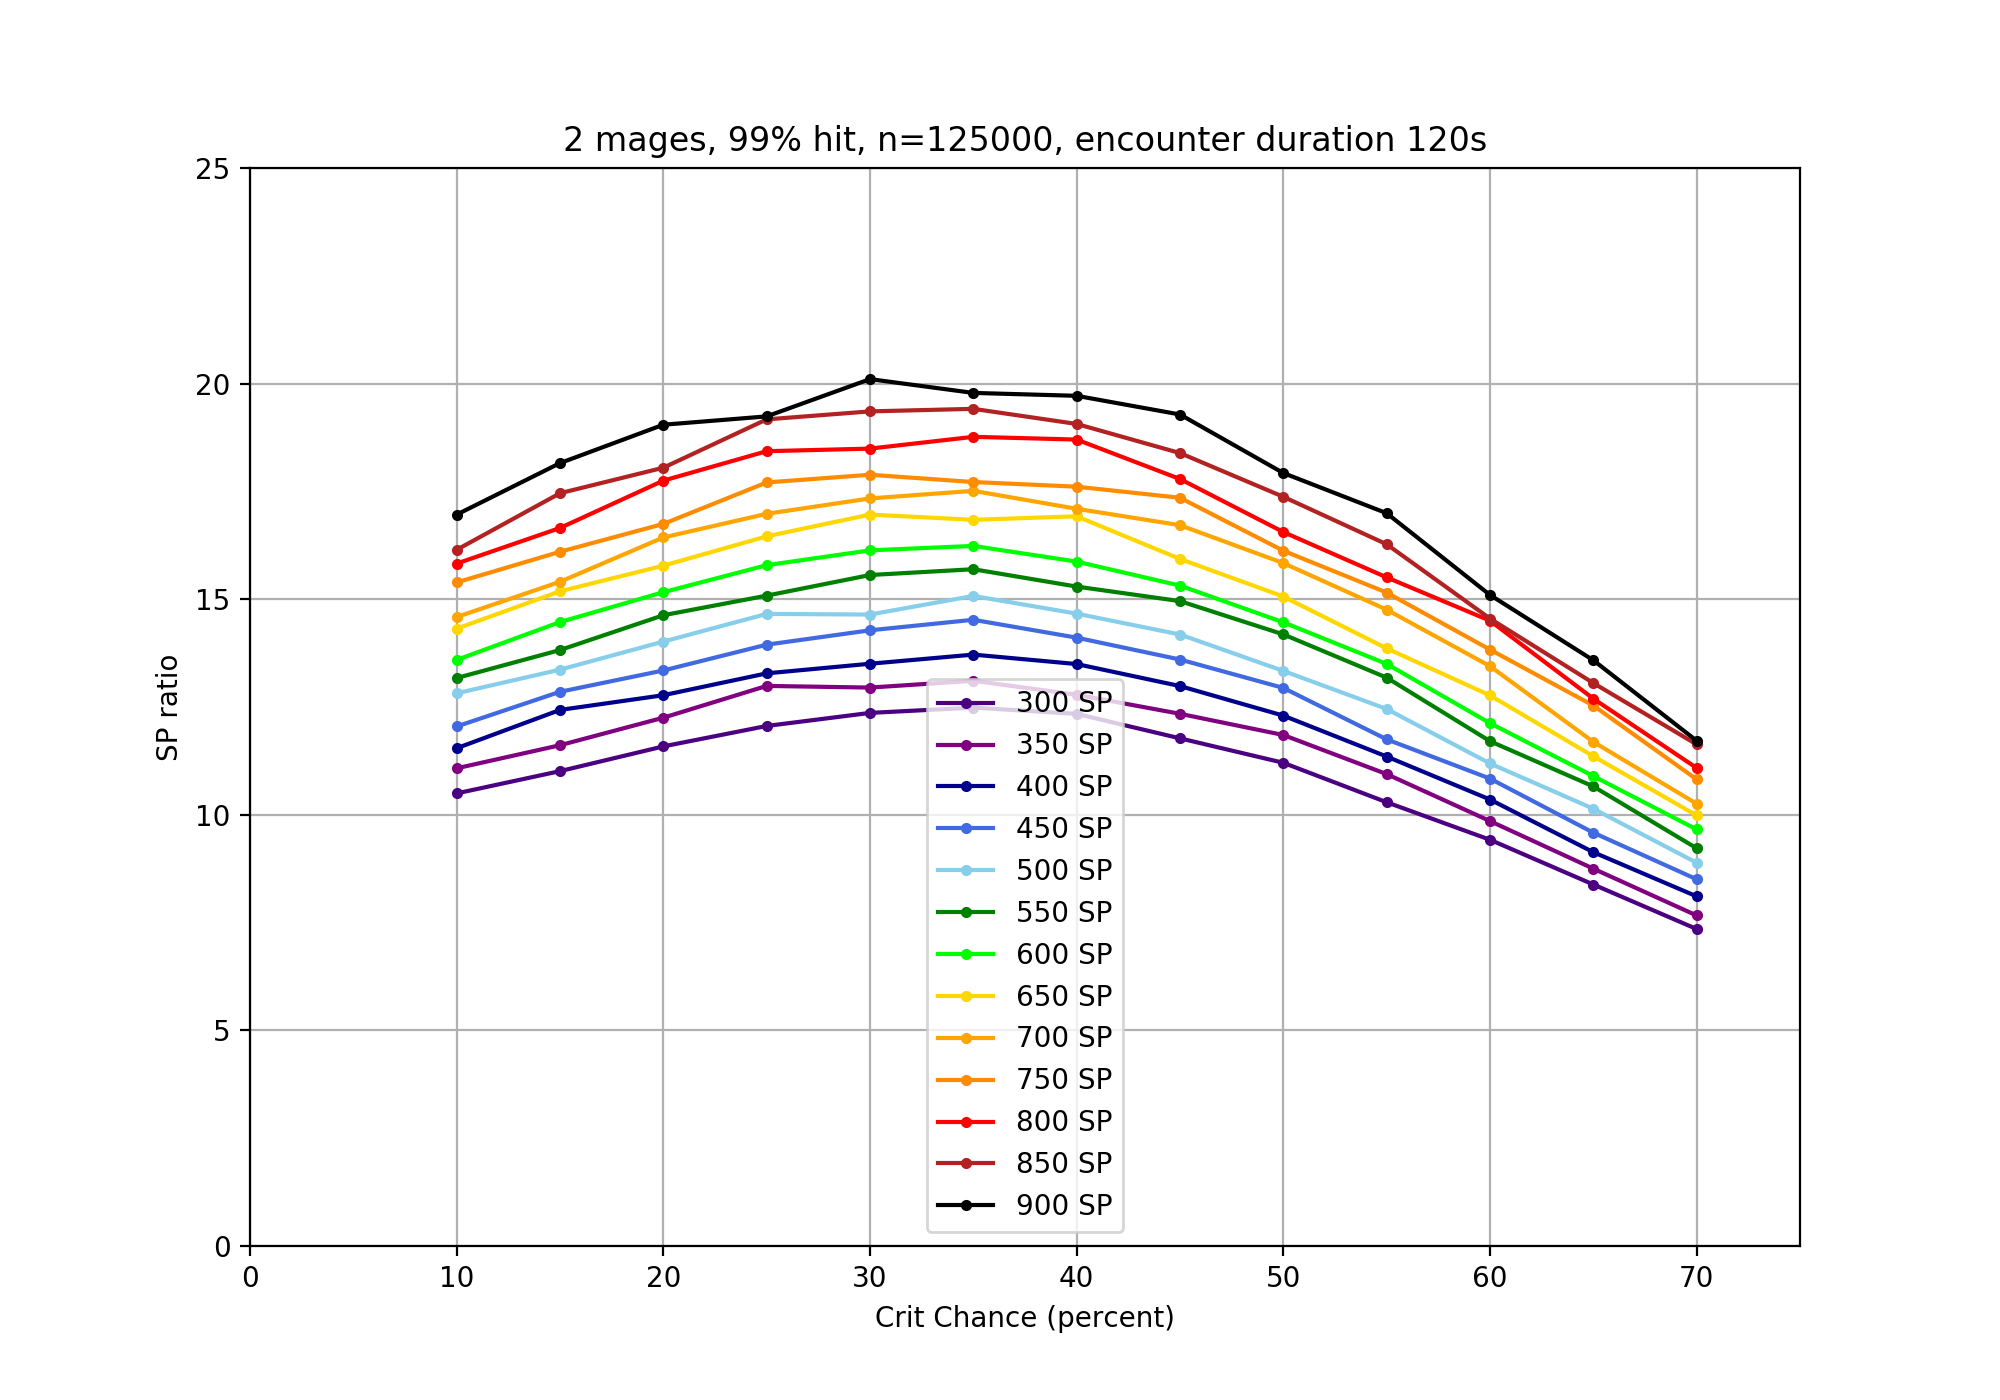 2 mages, 99% hit, n=125000, encounter duration 120s
25
20
15
10
5
0
SP ratio
300 SP
350 SP
400 SP
450 SP
500 SP
550 SP
600 SP
650 SP
700 SP
750 SP
800 SP
850 SP
900 SP
0 10 20 30 40 50 60 70
Crit Chance (percent)